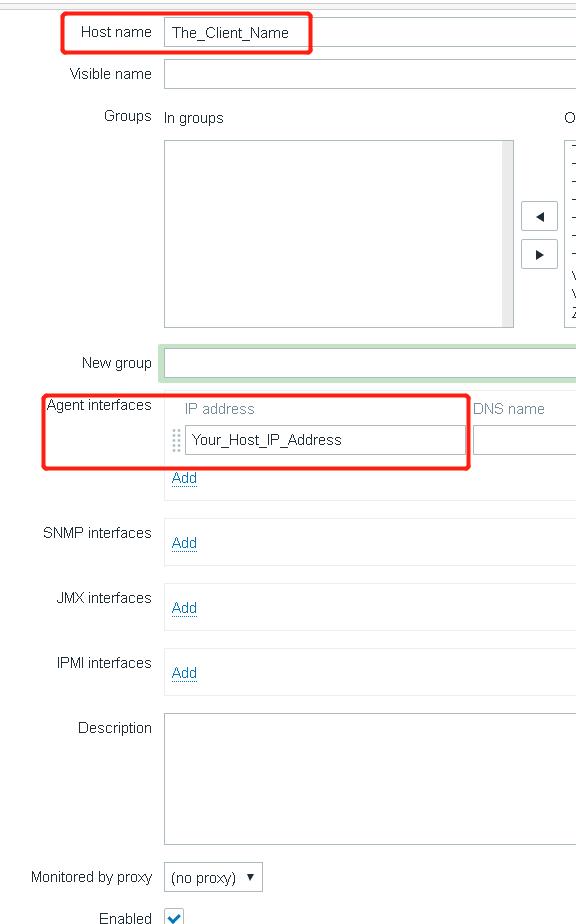 Host name The_Client_Name
Visible name
Groups In groups
New group
Agent interfaces IP address DNS name
Your_Host_IP_Address
Add
SNMP interfaces Add
JMX interfaces Add
IPMI interfaces Add
Description
Monitored by proxy (no proxy)
Enabled